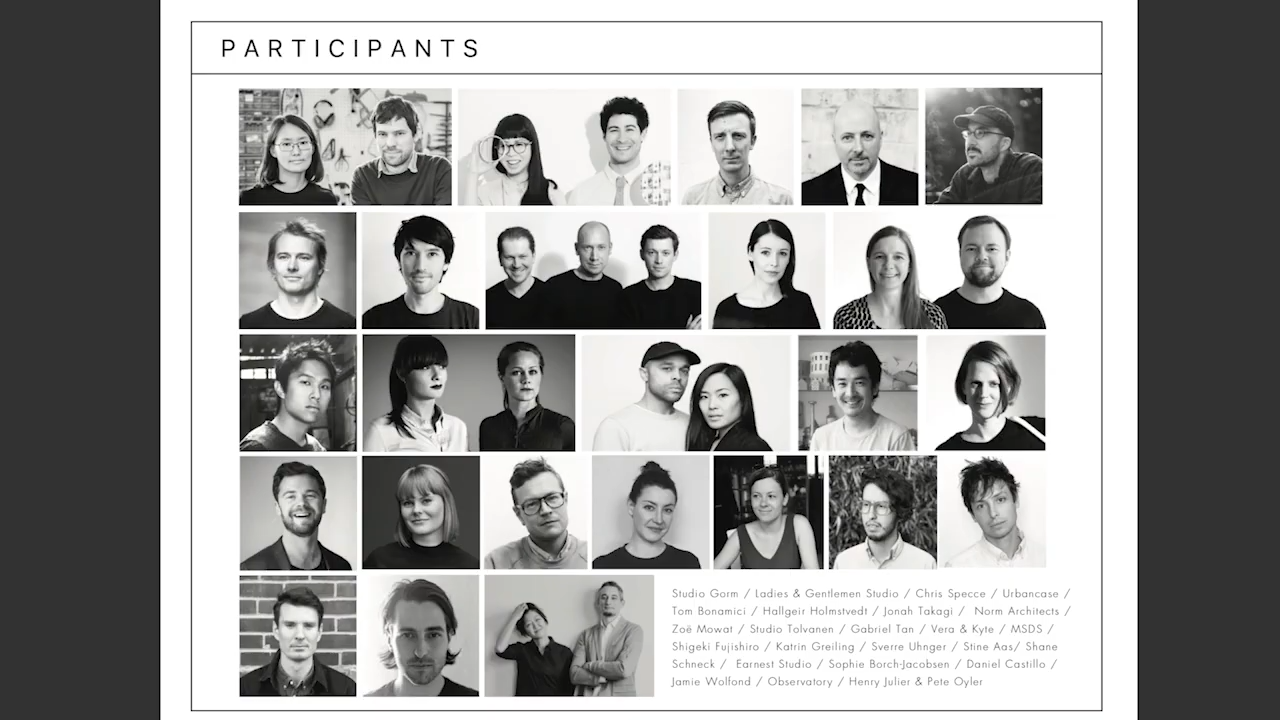 PARTICIPANTS
Studio Gorm / Ladies & Gentlemen Studio / Chris Specce / Urbancase /
Tom Bonamici / Hallgeir Holmstvedt / Jonah Takagi / Norm Architects /
Zoë Mowat / Studio Tolvanen / Gabriel Tan / Vera & Kyte / MSDS /
Shigeki Fujishiro / Katrin Greiling / Sverre Uhnger / Stine Aas/ Shane
Schneck / Earnest Studio / Sophie Borch-Jacobsen / Daniel Castillo /
Jamie Wolfond / Observatory / Henry Julier & Pete Oyler